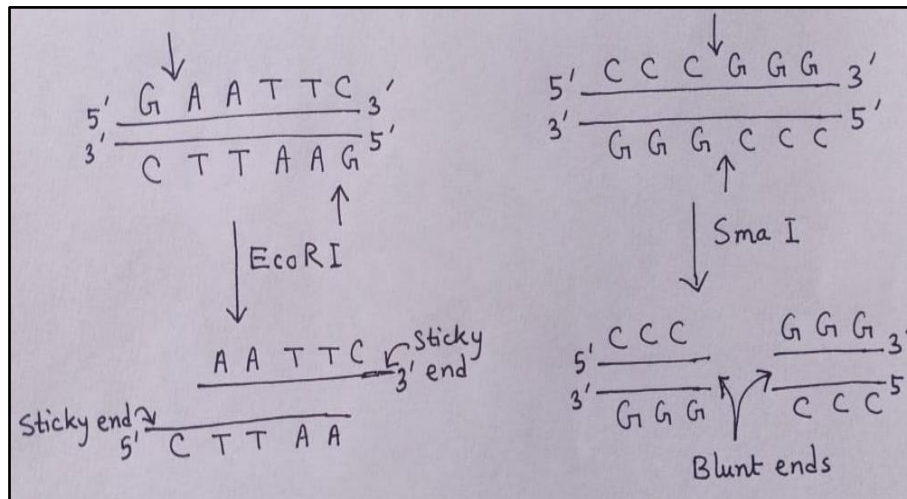 5' G A A T T C 3'
3' C T T A A G 5'
EcoRI
A A T T C
Sticky end
3'
Sticky end
5' C T T A A
5' C C C G G G 3'
3' G G G C C C 5'
Sma I
5' C C C
3' G G G
G G G 3'
C C C 5
Blunt ends